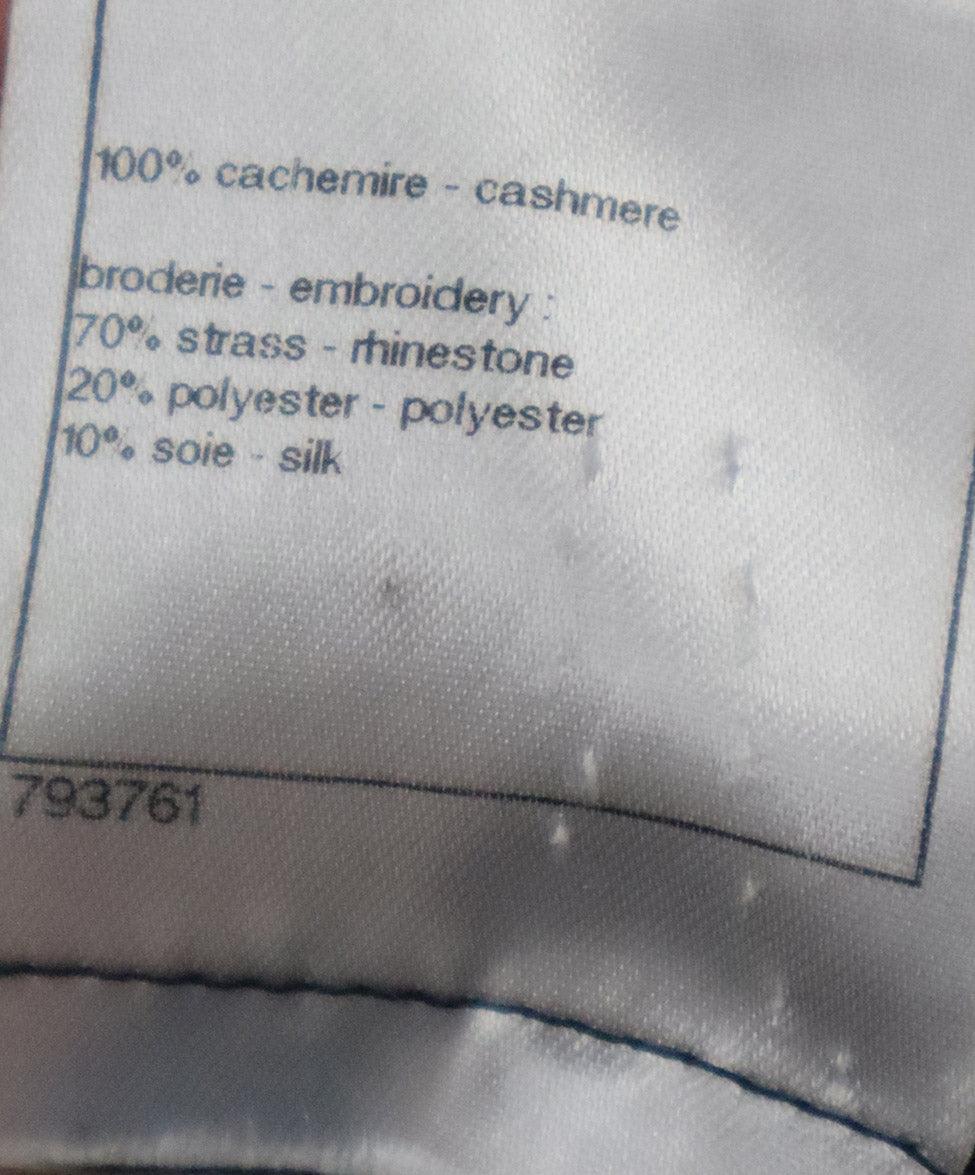 100% cachemire - cashmere
broderie - embroidery :
70% strass - rhinestone
20% polyester - polyester
10% soie - silk
793761